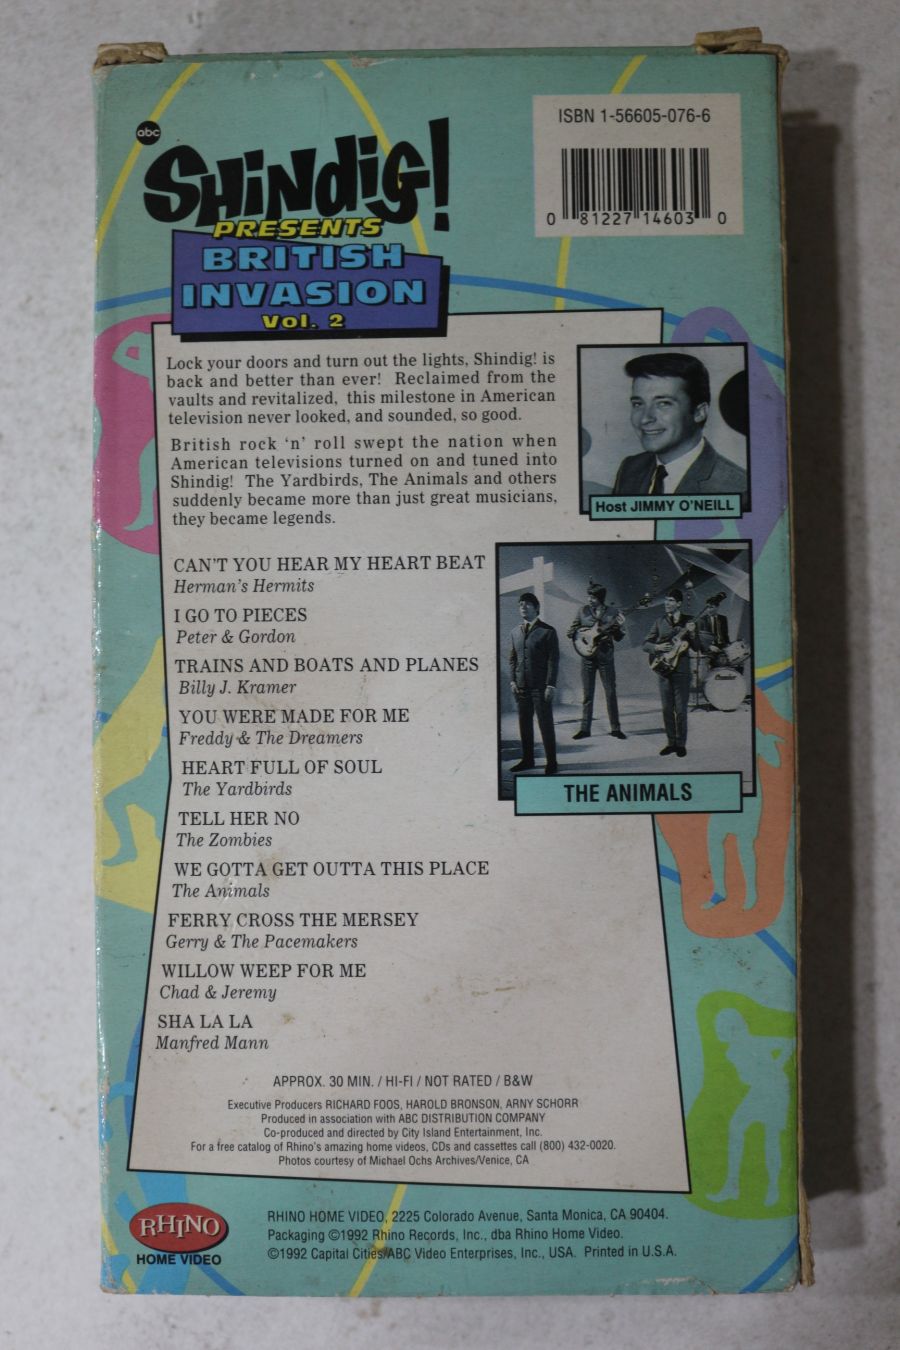 abc
SHiNDiG!
PRESENTS
BRITISH
INVASION
Vol. 2
ISBN 1-56605-076-6
0 81227 14603 0
Lock your doors and turn out the lights, Shindig! is
back and better than ever! Reclaimed from the
vaults and revitalized, this milestone in American
television never looked, and sounded, so good.
British rock 'n' roll swept the nation when
American televisions turned on and tuned into
Shindig! The Yardbirds, The Animals and others
suddenly became more than just great musicians,
they became legends.
Host JIMMY O'NEILL
CAN'T YOU HEAR MY HEART BEAT
Herman's Hermits
I GO TO PIECES
Peter & Gordon
TRAINS AND BOATS AND PLANES
Billy J. Kramer
YOU WERE MADE FOR ME
Freddy & The Dreamers
HEART FULL OF SOUL
The Yardbirds
TELL HER NO
The Zombies
WE GOTTA GET OUTTA THIS PLACE
The Animals
FERRY CROSS THE MERSEY
Gerry & The Pacemakers
WILLOW WEEP FOR ME
Chad & Jeremy
SHA LA LA
Manfred Mann
THE ANIMALS
APPROX. 30 MIN. / HI-FI / NOT RATED / B&W
Executive Producers RICHARD FOOS, HAROLD BRONSON, ARNY SCHORR
Produced in association with ABC DISTRIBUTION COMPANY
Co-produced and directed by City Island Entertainment, Inc.
For a free catalog of Rhino's amazing home videos, CDs and cassettes call (800) 432-0020.
Photos courtesy of Michael Ochs Archives/Venice, CA
RHINO
HOME VIDEO
RHINO HOME VIDEO, 2225 Colorado Avenue, Santa Monica, CA 90404.
Packaging ©1992 Rhino Records, Inc., dba Rhino Home Video.
©1992 Capital Cities/ABC Video Enterprises, Inc., USA. Printed in U.S.A.